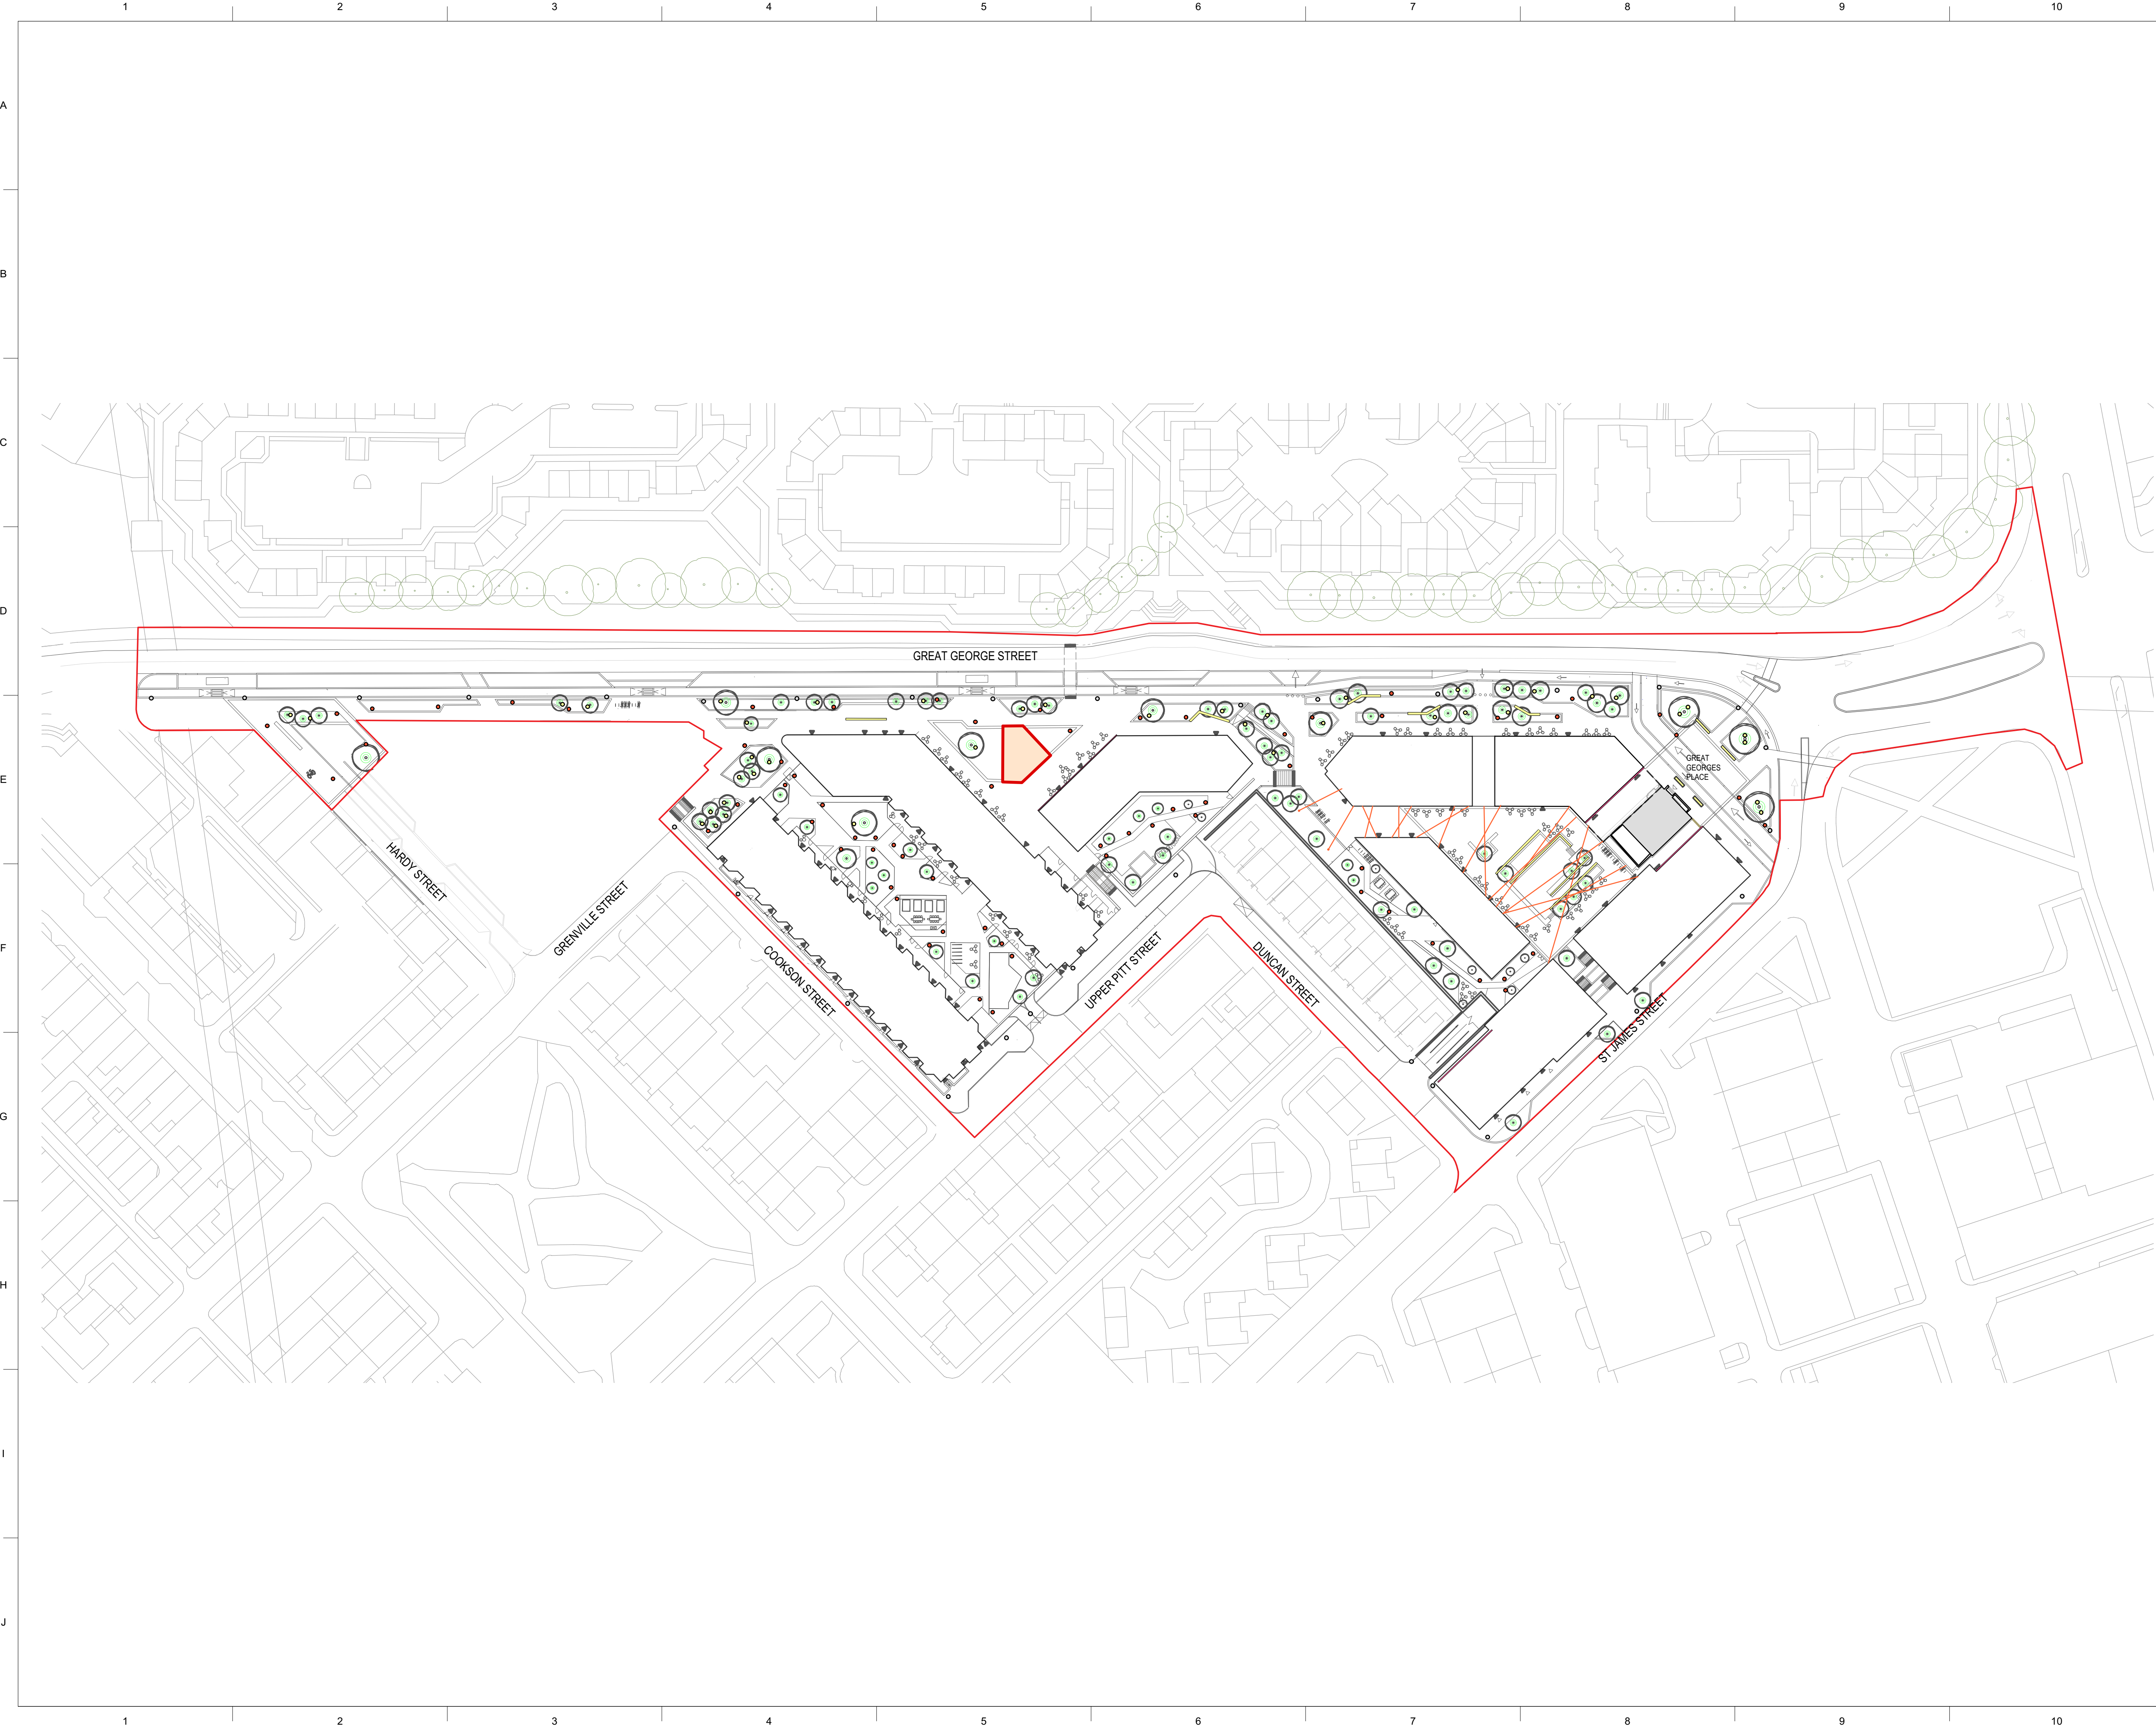 1 2 3 4 5 6 7 8 9 10
A
B
C
D
GREAT GEORGE STREET
E
GREAT
GEORGES
PLACE
HARDY STREET
GRENVILLE STREET
COOKSON STREET
UPPER PITT STREET
DUNCAN STREET
F
ST JAMES STREET
G
H
I
J
1 2 3 4 5 6 7 8 9 10